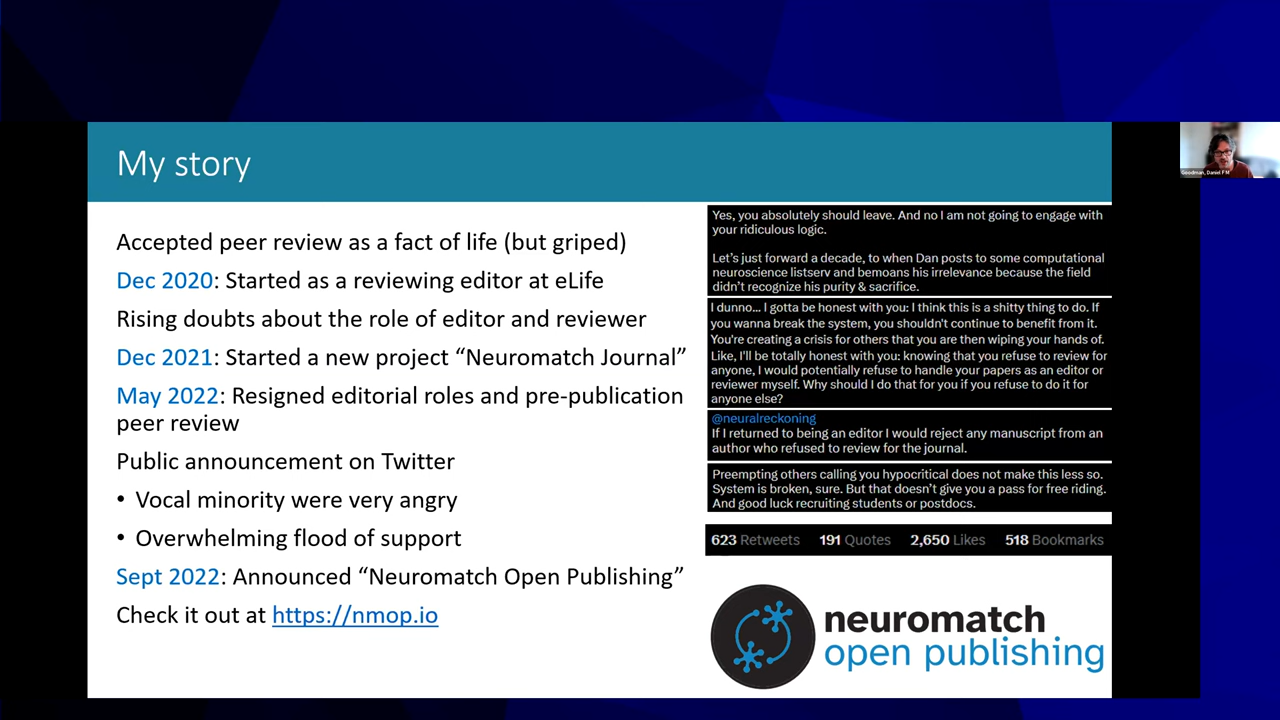 My story
Accepted peer review as a fact of life (but griped)
Dec 2020: Started as a reviewing editor at eLife
Rising doubts about the role of editor and reviewer
Dec 2021: Started a new project “Neuromatch Journal”
May 2022: Resigned editorial roles and pre-publication
peer review
Public announcement on Twitter
• Vocal minority were very angry
• Overwhelming flood of support
Sept 2022: Announced “Neuromatch Open Publishing”
Check it out at https://nmop.io
Yes, you absolutely should leave. And no I am not going to engage with
your ridiculous logic.
Let’s just forward a decade, to when Dan posts to some computational
neuroscience listserv and bemoans his irrelevance because the field
didn’t recognize his purity & sacrifice.
I dunno... I gotta be honest with you: I think this is a shitty thing to do. If
you wanna break the system, you shouldn't continue to benefit from it.
You're creating a crisis for others that you are then wiping your hands of.
Like, I'll be totally honest with you: knowing that you refuse to review for
anyone, I would potentially refuse to handle your papers as an editor or
reviewer myself. Why should I do that for you if you refuse to do it for
anyone else?
@neuralreckoning
If I returned to being an editor I would reject any manuscript from an
author who refused to review for the journal.
Preempting others calling you hypocritical does not make this less so.
System is broken, sure. But that doesn’t give you a pass for free riding.
And good luck recruiting students or postdocs.
623 Retweets 191 Quotes 2,650 Likes 518 Bookmarks
neuromatch
open publishing
Goodman, Daniel F M